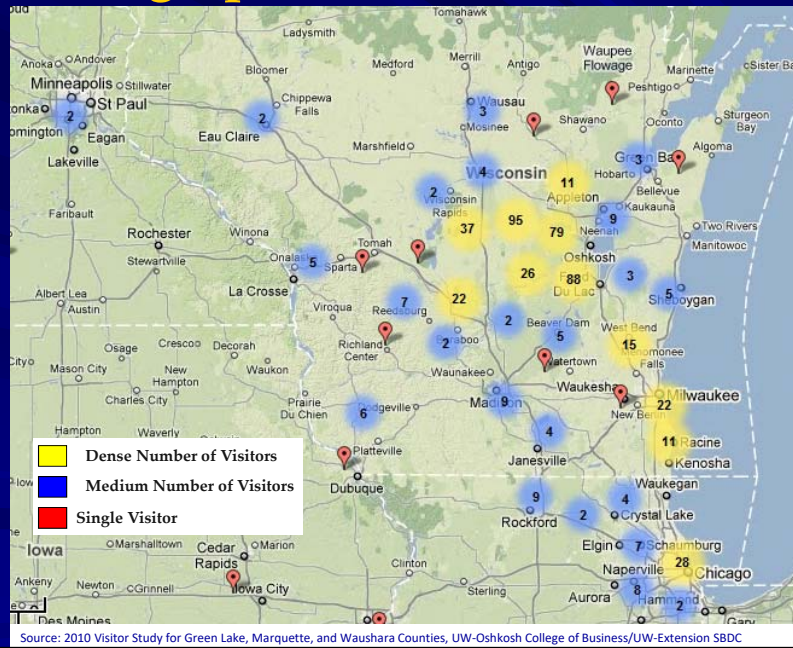 Tomahawk
Ladysmith
Anoka Andover
Bloomer
Medford
Merrill
Antigo
Waupee
Flowage
Marinette
Sister Bay
Minneapolis Stillwater
Peshtigo
2 St Paul
2 Chippewa
Falls
3 Wausau
Mosinee
Shawano
Oconto
Sturgeon
Bay
Eagan
Eau Claire
Marshfield
3 Green Bay
Algoma
Lakeville
4 Wisconsin
11
Hobarto
Bellevue
2 Wisconsin
Rapids
Appleton
Kaukauna
Faribault
95
9
Rochester
Winona
37
79
Neenah
Two Rivers
Manitowoc
Stewartville
Onalaska
Tomah
Oshkosh
5 Sparta
26
88 Fond
Du Lac
3
Albert Lea
Austin
La Crosse
7
22
5
Sheboygan
Viroqua
Reedsburg
2 Beaver Dam
West Bend
Cresco
Decorah
Richland
Center
2 Baraboo
5
15 Menomonee
Falls
Osage
Mason City
New
Hampton
Waukon
Waunakee
Watertown
Charles City
Prairie
Du Chien
Madison
9
Waukesha
Milwaukee
22
New Berlin
6 Dodgeville
Hampton
Waverly
4
11 Racine
Platteville
Janesville
Kenosha
Dense Number of Visitors
Medium Number of Visitors
Single Visitor
Dubuque
9
4
Waukegan
Rockford
2
Crystal Lake
Iowa
Marshalltown
Cedar
Rapids
Marion
Elgin
7 Schaumburg
28
Clinton
Naperville
Chicago
Ankeny
Newton
Grinnell
Iowa City
Sterling
Aurora
8 Hammond
2
Des Moines
Gary
Source: 2010 Visitor Study for Green Lake, Marquette, and Waushara Counties, UW-Oshkosh College of Business/UW-Extension SBDC